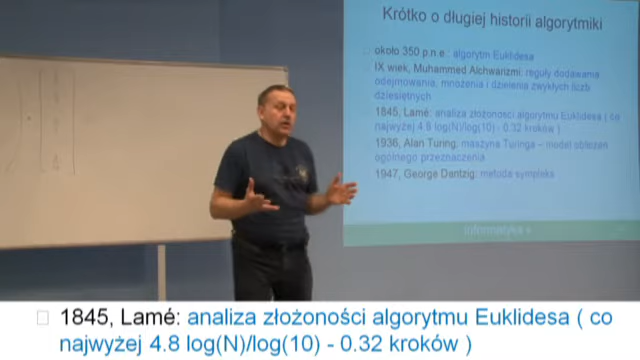 Krótko o długiej historii algorytmiki
około 350 p.n.e.: algorytm Euklidesa
IX wiek, Muhammed Alchwarizmi: reguły dodawania
odejmowania, mnożenia i dzielenia zwykłych liczb
dziesiętnych
1845, Lamé: analiza złożoności algorytmu Euklidesa ( co
najwyżej 4.8 log(N)/log(10) - 0.32 kroków )
1936, Alan Turing: maszyna Turinga – model obliczeń
ogólnego przeznaczenia
1947, George Dantzig: metoda sympleks
informatyka +
1845, Lamé: analiza złożoności algorytmu Euklidesa ( co
najwyżej 4.8 log(N)/log(10) - 0.32 kroków )